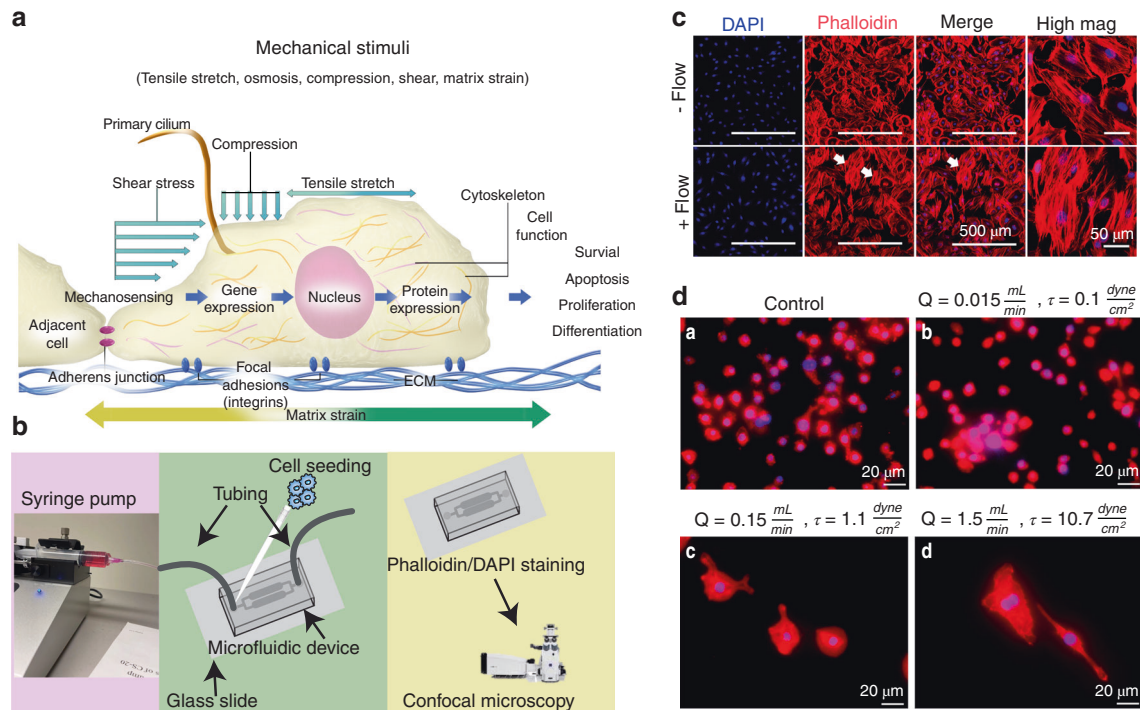 a
Mechanical stimuli
(Tensile stretch, osmosis, compression, shear, matrix strain)
Primary cilium
Compression
Shear stress
Tensile stretch
Cytoskeleton
Cell
function
Survial
Apoptosis
Proliferation
Differentiation
Mechanosensing
Gene
expression
Nucleus
Protein
expression
Adjacent
cell
Adherens junction
Focal
adhesions
(integrins)
ECM
Matrix strain
b
Syringe pump
Cell seeding
Tubing
Microfluidic device
Glass slide
Phalloidin/DAPI staining
Confocal microscopy
of CS-20
c
DAPI Phalloidin Merge High mag
- Flow
+ Flow
500 μm
50 μm
d
Control
Q = 0.015 mL/min , τ = 0.1 dyne/cm²
a
20 μm
b
20 μm
Q = 0.15 mL/min , τ = 1.1 dyne/cm²
Q = 1.5 mL/min , τ = 10.7 dyne/cm²
c
20 μm
d
20 μm